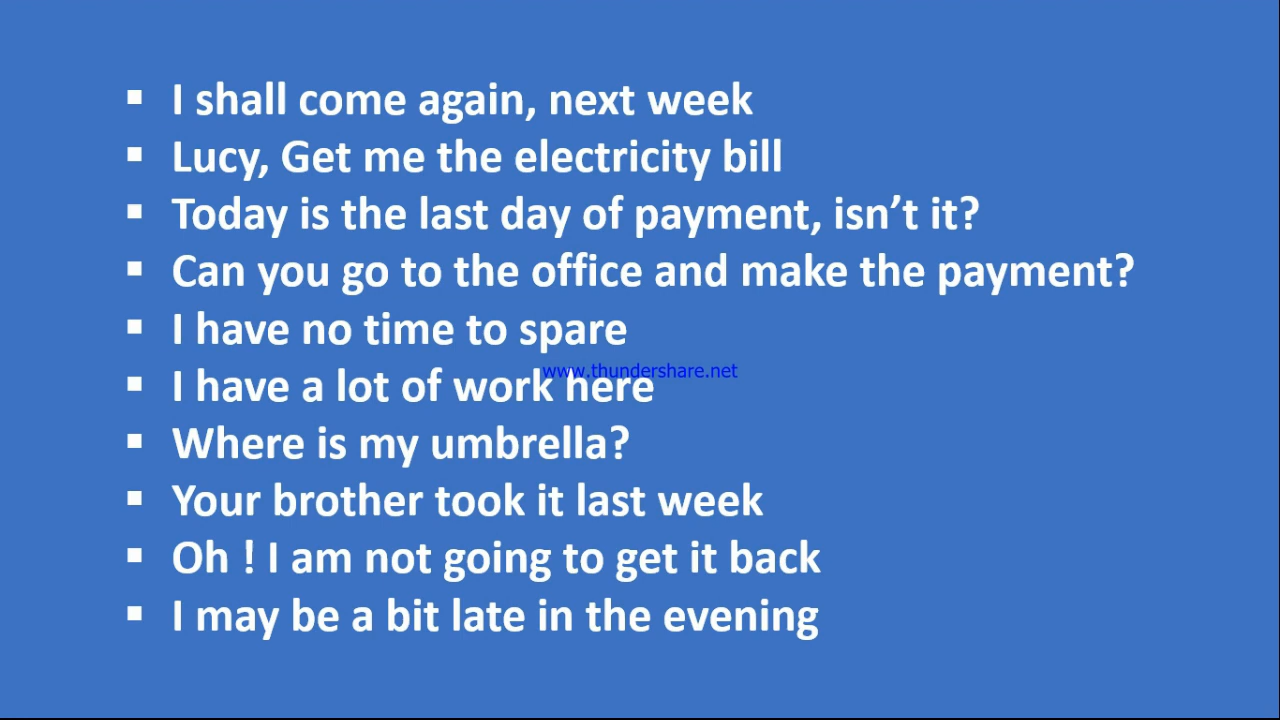 ▪ I shall come again, next week
▪ Lucy, Get me the electricity bill
▪ Today is the last day of payment, isn’t it?
▪ Can you go to the office and make the payment?
▪ I have no time to spare
www.thundershare.net
▪ I have a lot of work here
▪ Where is my umbrella?
▪ Your brother took it last week
▪ Oh ! I am not going to get it back
▪ I may be a bit late in the evening